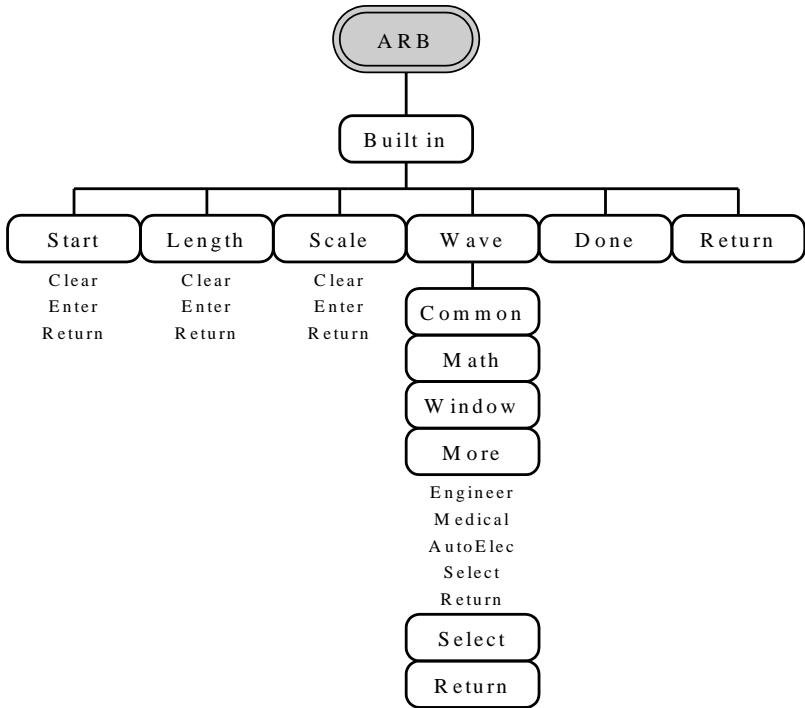 ARB
Built in
Start Length Scale Wave Done Return
Clear Clear Clear
Enter Enter Enter
Return Return Return
Common
Math
Window
More
Engineer
Medical
AutoElec
Select
Return
Select
Return